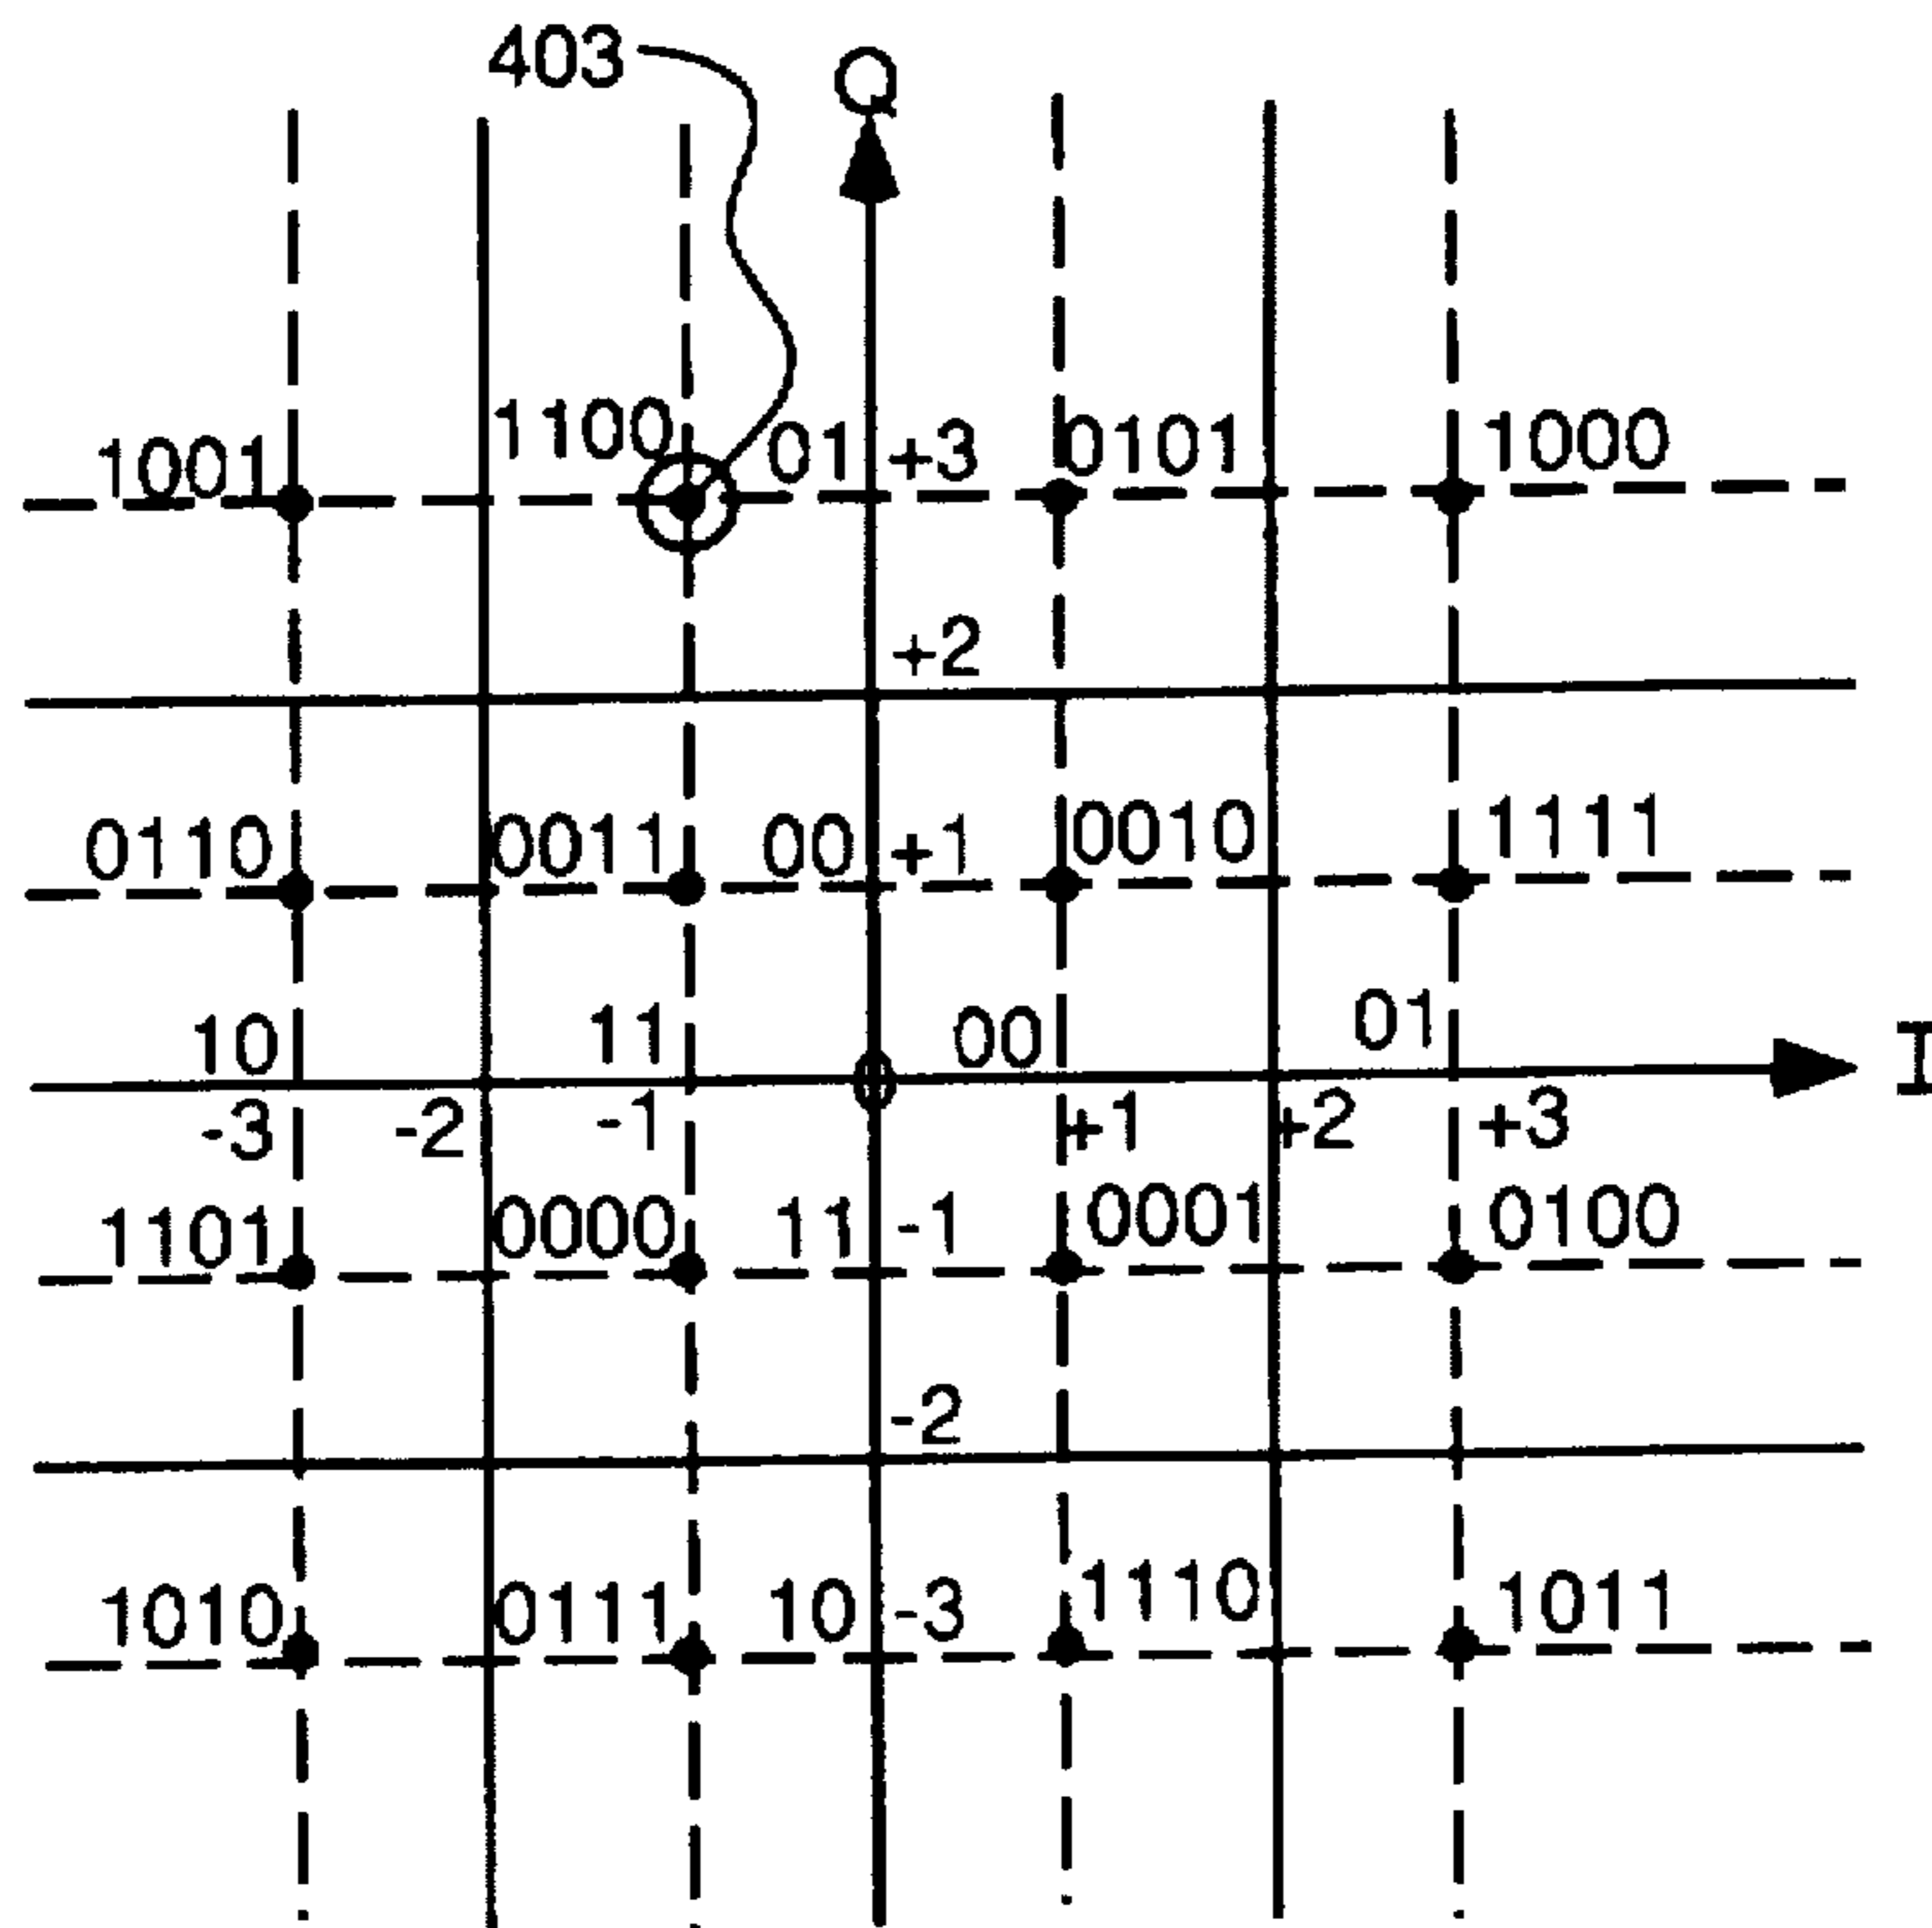 403 Q
1100 01 +3 0101 1000
1001
+2
0110 0011 00 +1 0010 1111
10 11 00 01 I
-3 -2 -1 +1 +2 +3
1101 0000 11 -1 0001 0100
-2
1010 0111 10 -3 1110 1011